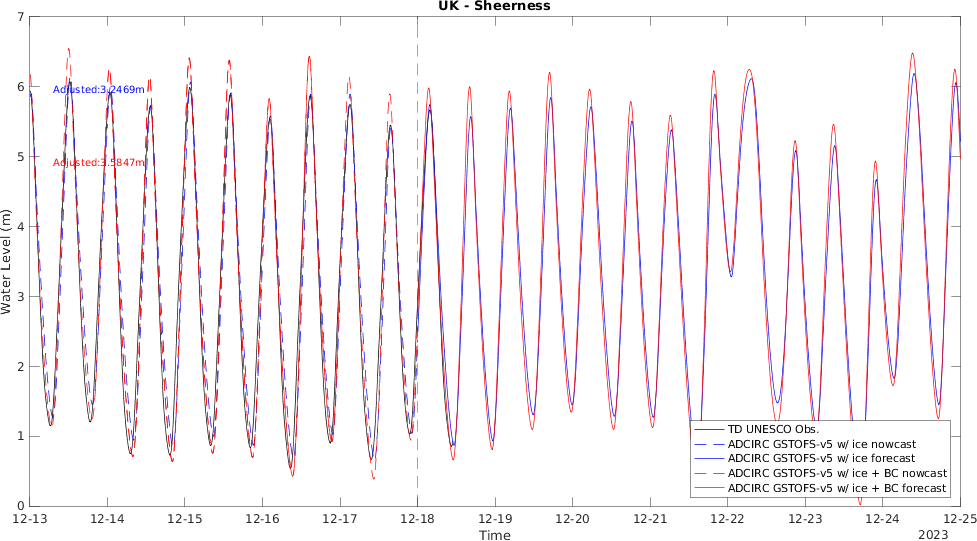 UK - Sheerness
7
6
5
4
3
2
1
0
Water Level (m)
Adjusted:3.2469m
Adjusted:3.5847m
TD UNESCO Obs.
ADCIRC GSTOFS-v5 w/ ice nowcast
ADCIRC GSTOFS-v5 w/ ice forecast
ADCIRC GSTOFS-v5 w/ ice + BC nowcast
ADCIRC GSTOFS-v5 w/ ice + BC forecast
12-13 12-14 12-15 12-16 12-17 12-18 12-19 12-20 12-21 12-22 12-23 12-24 12-25
Time
2023